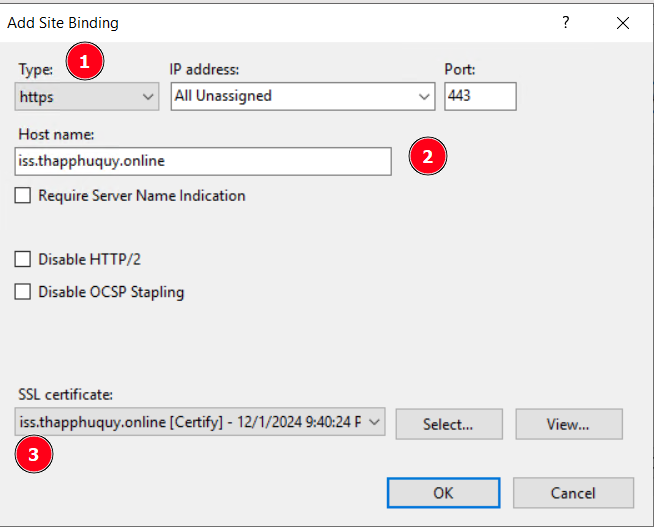 Add Site Binding
?
1
Type:
IP address:
Port:
https
All Unassigned
443
Host name:
iss.thapphuquy.online
2
Require Server Name Indication
Disable HTTP/2
Disable OCSP Stapling
SSL certificate:
iss.thapphuquy.online [Certify] - 12/1/2024 9:40:24 P
Select...
View...
3
OK
Cancel